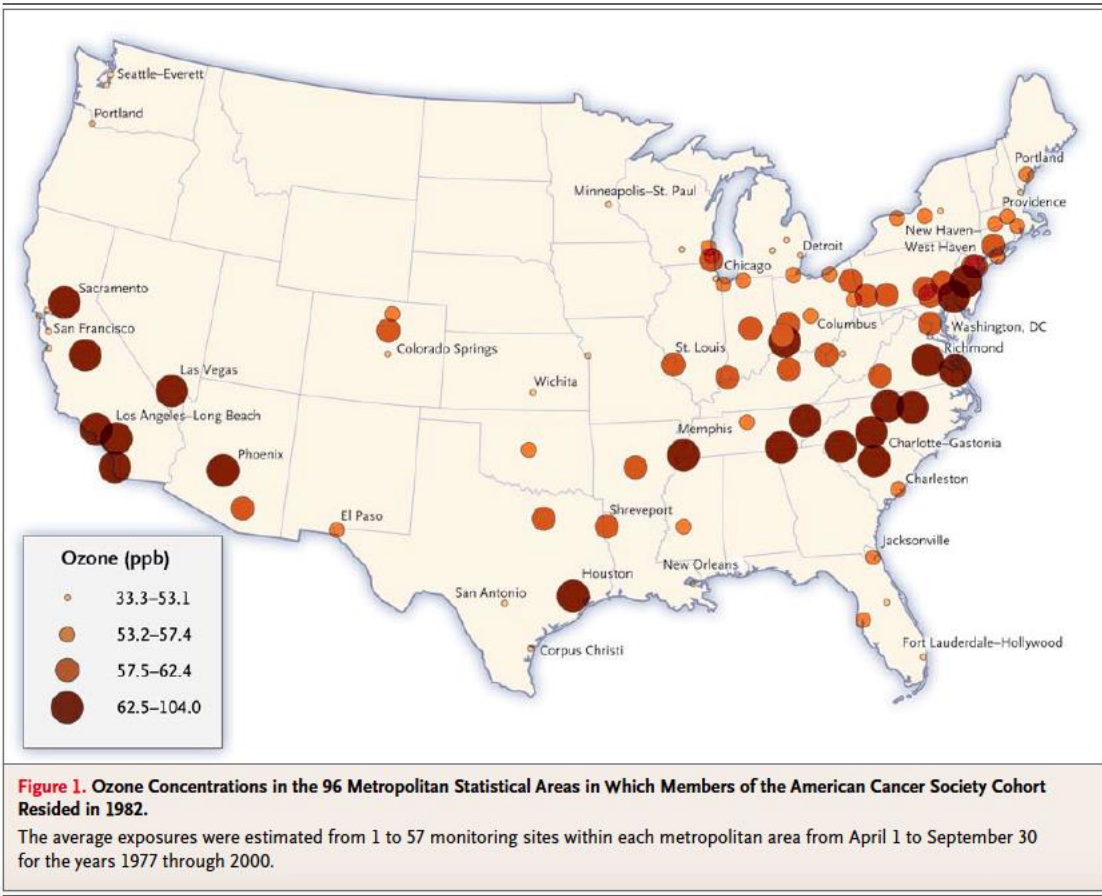 Seattle–Everett
Portland
Minneapolis–St. Paul
Portland
Providence
New Haven–
West Haven
Detroit
Chicago
Sacramento
San Francisco
Colorado Springs
St. Louis
Columbus
Washington, DC
Richmond
Las Vegas
Wichita
Los Angeles–Long Beach
Memphis
Charlotte–Gastonia
Phoenix
Charleston
El Paso
Shreveport
Jacksonville
New Orleans
Houston
San Antonio
Fort Lauderdale–Hollywood
Corpus Christi
Ozone (ppb)
33.3–53.1
53.2–57.4
57.5–62.4
62.5–104.0
Figure 1. Ozone Concentrations in the 96 Metropolitan Statistical Areas in Which Members of the American Cancer Society Cohort
Resided in 1982.
The average exposures were estimated from 1 to 57 monitoring sites within each metropolitan area from April 1 to September 30
for the years 1977 through 2000.